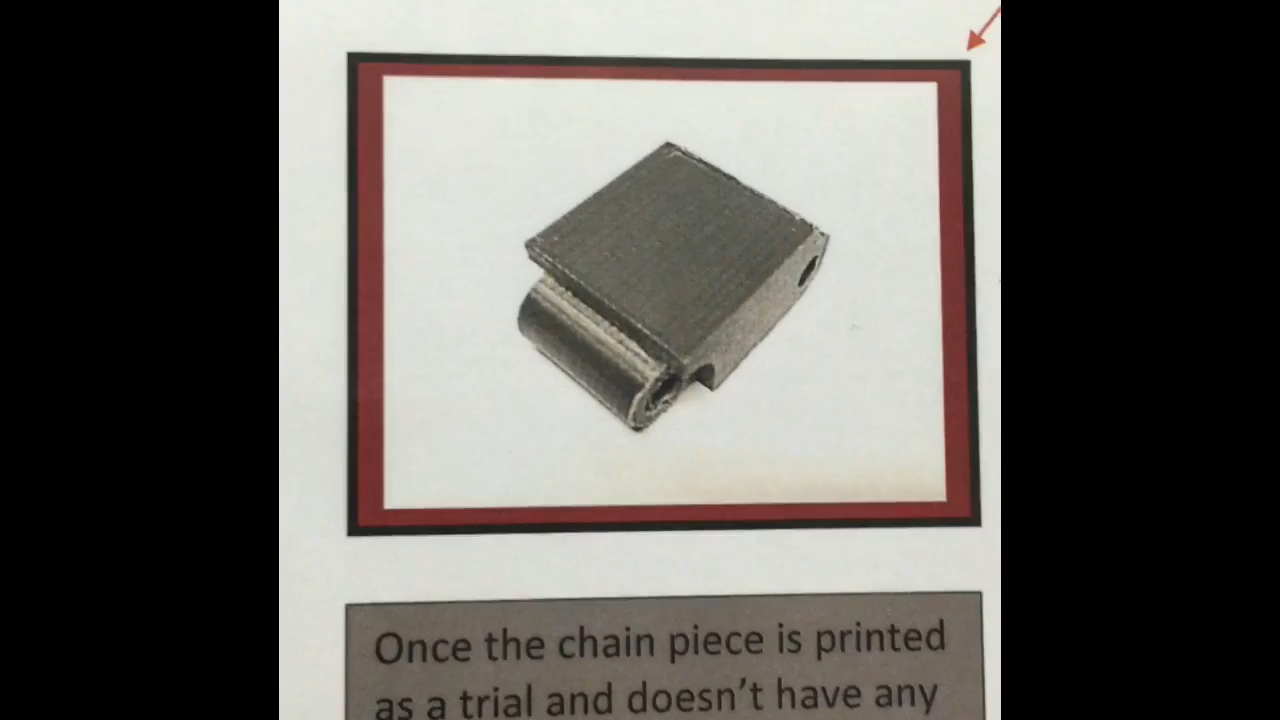 Once the chain piece is printed
as a trial and doesn’t have any